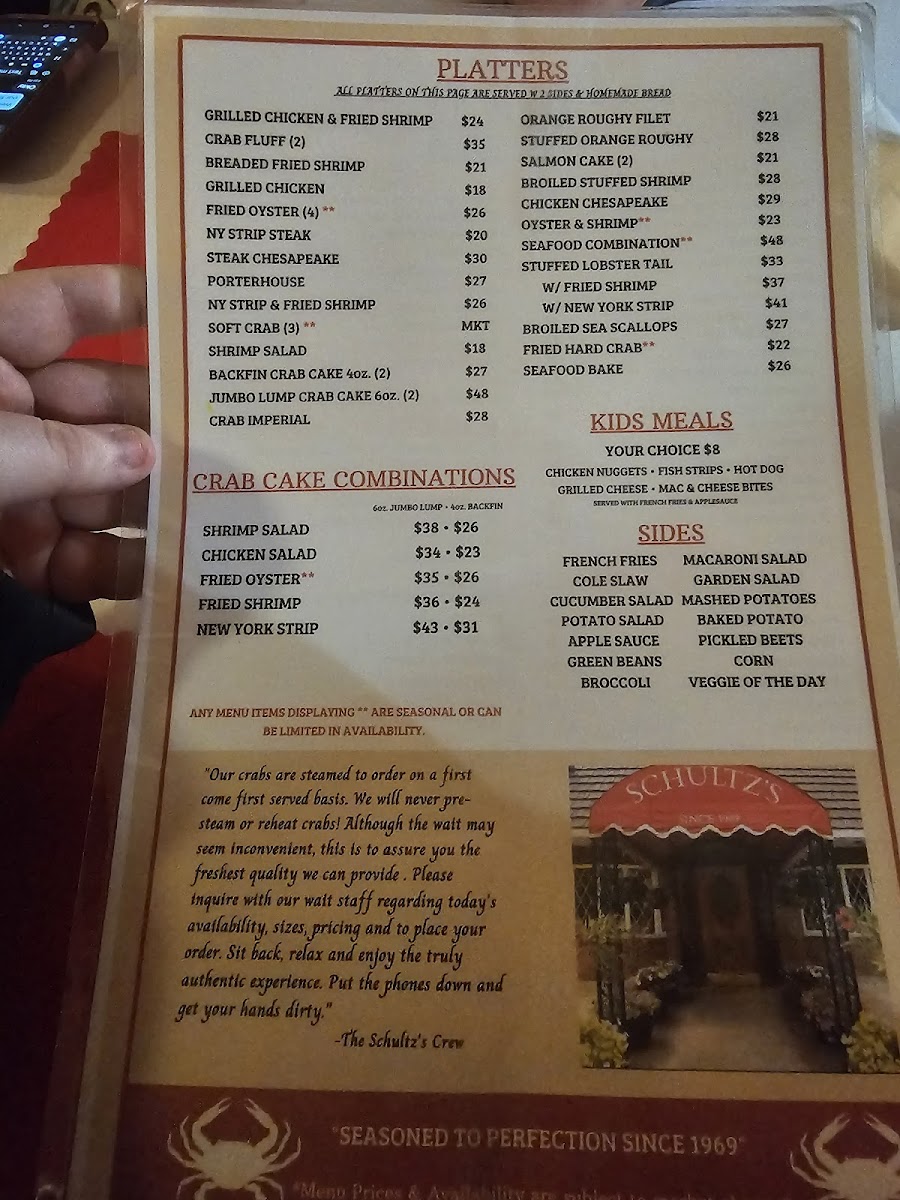 PLATTERS
ALL PLATTERS ON THIS PAGE ARE SERVED W 2 SIDES & HOMEMADE BREAD
GRILLED CHICKEN & FRIED SHRIMP $24
CRAB FLUFF (2) $35
BREADED FRIED SHRIMP $21
GRILLED CHICKEN $18
FRIED OYSTER (4) ** $26
NY STRIP STEAK $20
STEAK CHESAPEAKE $30
PORTERHOUSE $27
NY STRIP & FRIED SHRIMP $26
SOFT CRAB (3) ** MKT
SHRIMP SALAD $18
BACKFIN CRAB CAKE 4oz. (2) $27
JUMBO LUMP CRAB CAKE 6oz. (2) $48
CRAB IMPERIAL $28
ORANGE ROUGHY FILET $21
STUFFED ORANGE ROUGHY $28
SALMON CAKE (2) $21
BROILED STUFFED SHRIMP $28
CHICKEN CHESAPEAKE $29
OYSTER & SHRIMP** $23
SEAFOOD COMBINATION** $48
STUFFED LOBSTER TAIL $33
W/ FRIED SHRIMP $37
W/ NEW YORK STRIP $41
BROILED SEA SCALLOPS $27
FRIED HARD CRAB** $22
SEAFOOD BAKE $26
CRAB CAKE COMBINATIONS
6oz. JUMBO LUMP • 4oz. BACKFIN
SHRIMP SALAD $38 • $26
CHICKEN SALAD $34 • $23
FRIED OYSTER** $35 • $26
FRIED SHRIMP $36 • $24
NEW YORK STRIP $43 • $31
KIDS MEALS
YOUR CHOICE $8
CHICKEN NUGGETS • FISH STRIPS • HOT DOG
GRILLED CHEESE • MAC & CHEESE BITES
SERVED WITH FRENCH FRIES & APPLESAUCE
SIDES
FRENCH FRIES MACARONI SALAD
COLE SLAW GARDEN SALAD
CUCUMBER SALAD MASHED POTATOES
POTATO SALAD BAKED POTATO
APPLE SAUCE PICKLED BEETS
GREEN BEANS CORN
BROCCOLI VEGGIE OF THE DAY
ANY MENU ITEMS DISPLAYING ** ARE SEASONAL OR CAN
BE LIMITED IN AVAILABILITY.
"Our crabs are steamed to order on a first
come first served basis. We will never pre-
steam or reheat crabs! Although the wait may
seem inconvenient, this is to assure you the
freshest quality we can provide . Please
inquire with our wait staff regarding today's
availability, sizes, pricing and to place your
order. Sit back, relax and enjoy the truly
authentic experience. Put the phones down and
get your hands dirty."
-The Schultz's Crew
SCHULTZ'S
SINCE 1969
"SEASONED TO PERFECTION SINCE 1969"
*Menu Prices & Availability are subject to